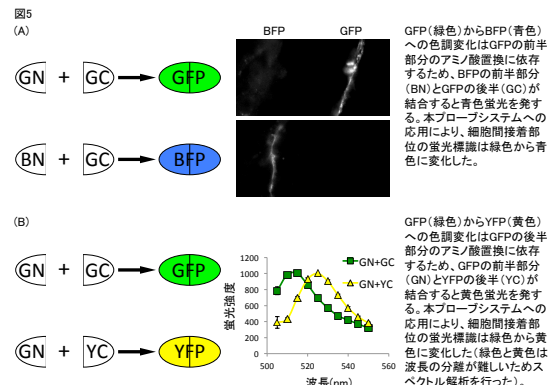 図5
(A)
BFP GFP
GN + GC GFP
BN + GC BFP
GFP(緑色)からBFP(青色)
への色調変化はGFPの前半
部分のアミノ酸置換に依存
するため、BFPの前半部分
(BN)とGFPの後半(GC)が
結合すると青色蛍光を発す
る。本プローブシステムへの
応用により、細胞間接着部
位の蛍光標識は緑色から青
色に変化した。
(B)
GN + GC GFP
GN + YC YFP
蛍光強度
1200
1000
800
600
400
200
0
500 520 540 560
波長(nm)
GN+GC
GN+YC
GFP(緑色)からYFP(黄色)
への色調変化はGFPの後半
部分のアミノ酸置換に依存
するため、GFPの前半部分
(GN)とYFPの後半(YC)が
結合すると黄色蛍光を発す
る。本プローブシステムへの
応用により、細胞間接着部
位の蛍光標識は緑色から黄
色に変化した(緑色と黄色は
波長の分離が難しいためス
ペクトル解析を行った)。